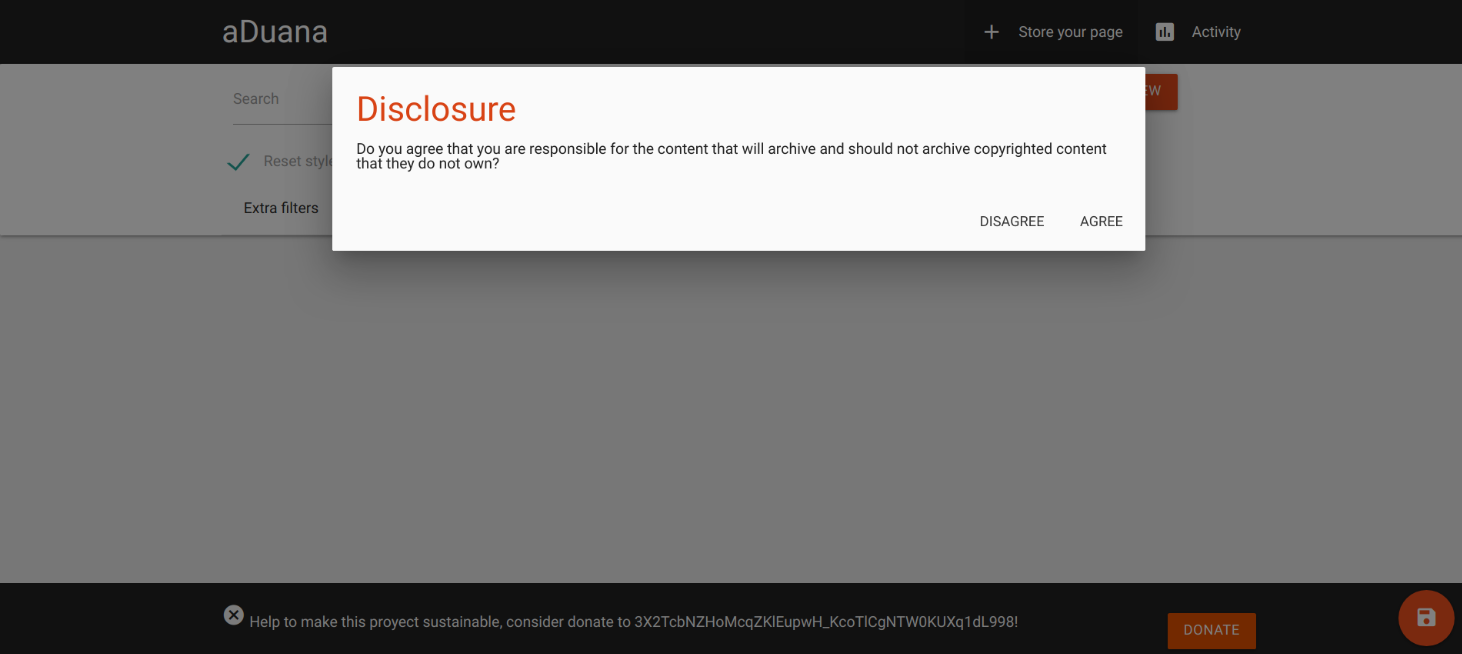 aDuana
Store your page
Activity
Search
EW
Disclosure
Do you agree that you are responsible for the content that will archive and should not archive copyrighted content
that they do not own?
Reset style
Extra filters
DISAGREE
AGREE
Help to make this proyect sustainable, consider donate to 3X2TcbNZHoMcqZKlEupwH_KcoTlCgNTW0KUXq1dL998!
DONATE